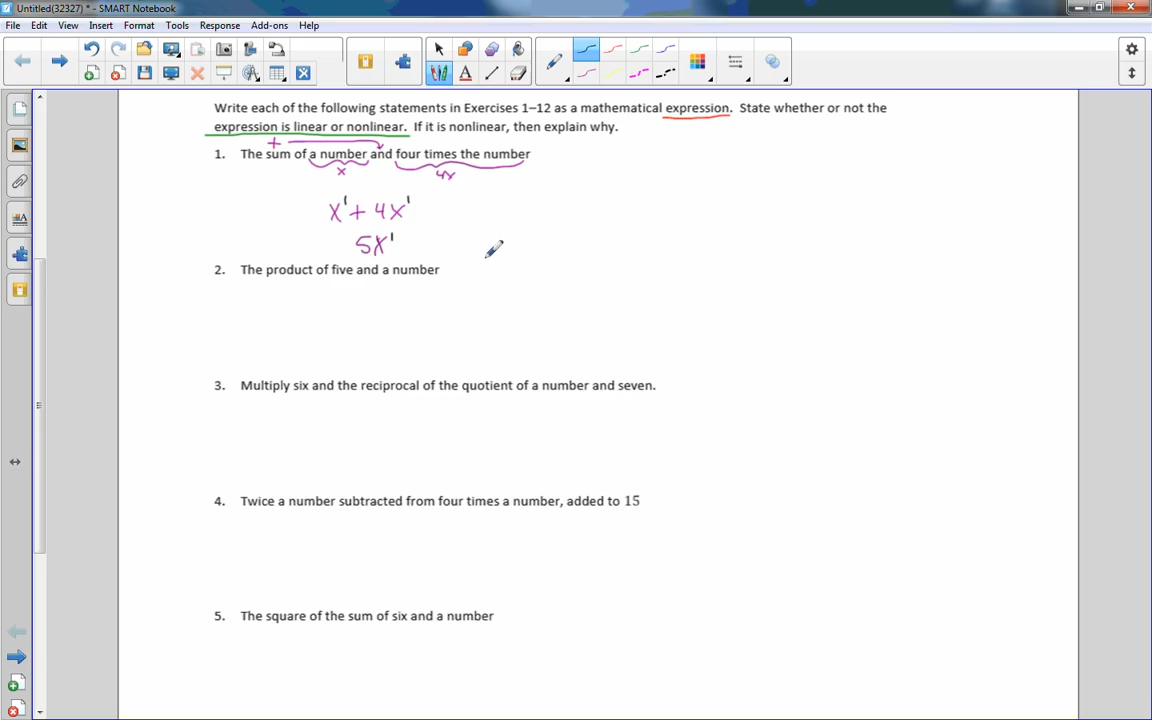 Untitled(32327) * - SMART Notebook
File Edit View Insert Format Tools Response Add-ons Help
Write each of the following statements in Exercises 1–12 as a mathematical expression. State whether or not the
expression is linear or nonlinear. If it is nonlinear, then explain why.
+
1. The sum of a number and four times the number
x 4x
x¹ + 4x¹
5x¹
2. The product of five and a number
3. Multiply six and the reciprocal of the quotient of a number and seven.
4. Twice a number subtracted from four times a number, added to 15
5. The square of the sum of six and a number